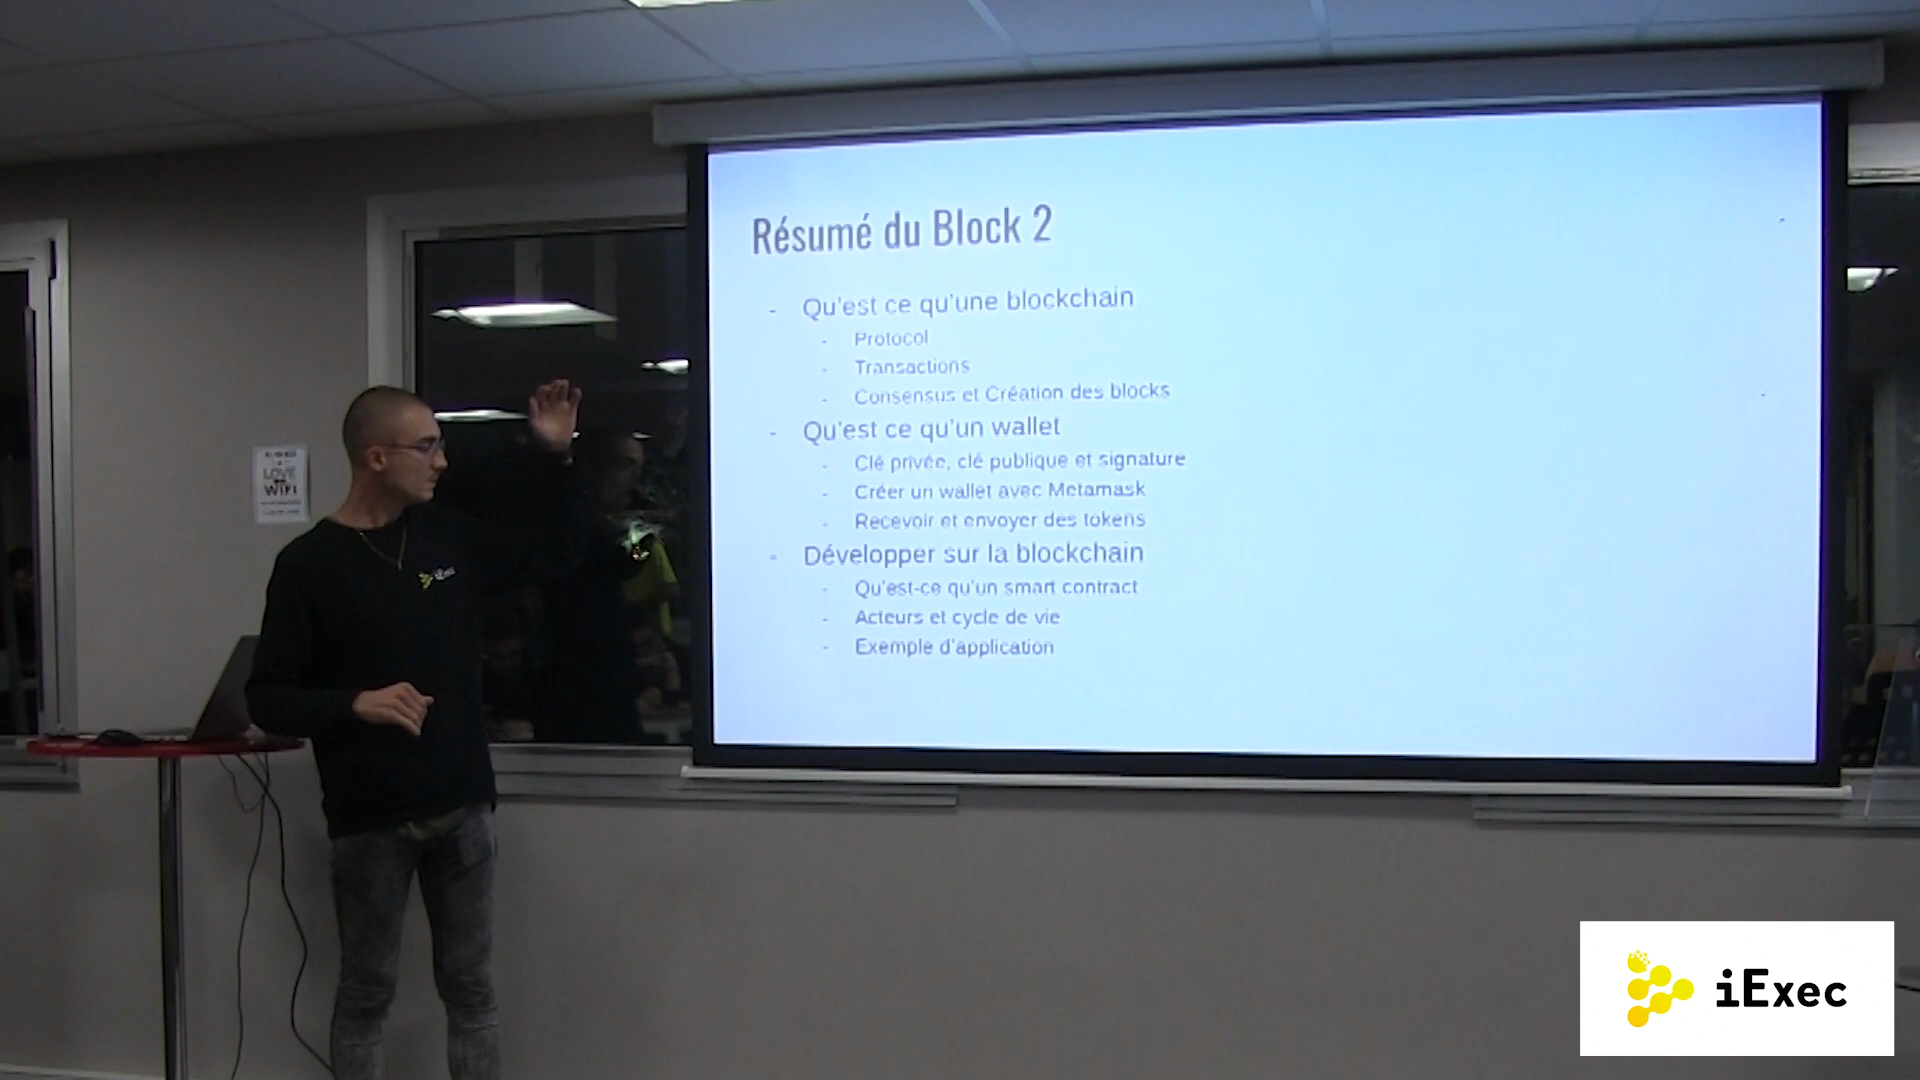 Résumé du Block 2
- Qu'est ce qu'une blockchain
- Protocol
- Transactions
- Consensus et Création des blocks
- Qu'est ce qu'un wallet
- Clé privée, clé publique et signature
- Créer un wallet avec Metamask
- Recevoir et envoyer des tokens
- Développer sur la blockchain
- Qu'est-ce qu'un smart contract
- Acteurs et cycle de vie
- Exemple d'application
LOVE
WIFI
iExec
iExec